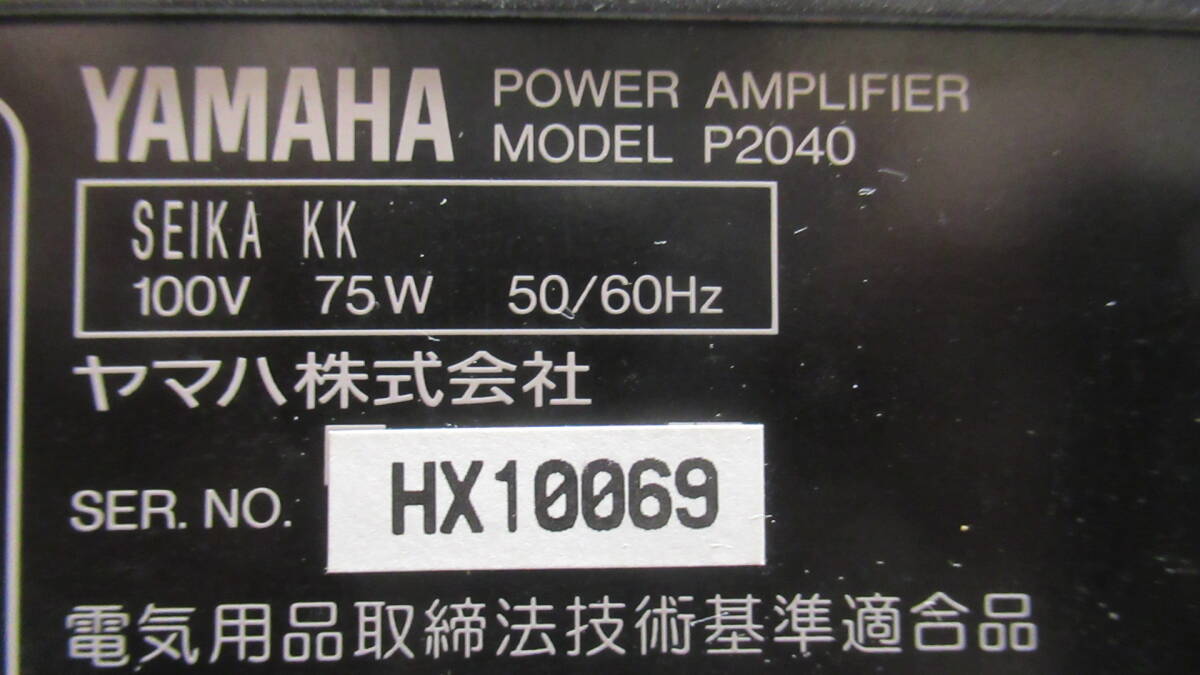 YAMAHA POWER AMPLIFIER
MODEL P2040
SEIKA KK
100V 75W 50/60Hz
ヤマハ株式会社
SER. NO. HX10069
電気用品取締法技術基準適合品